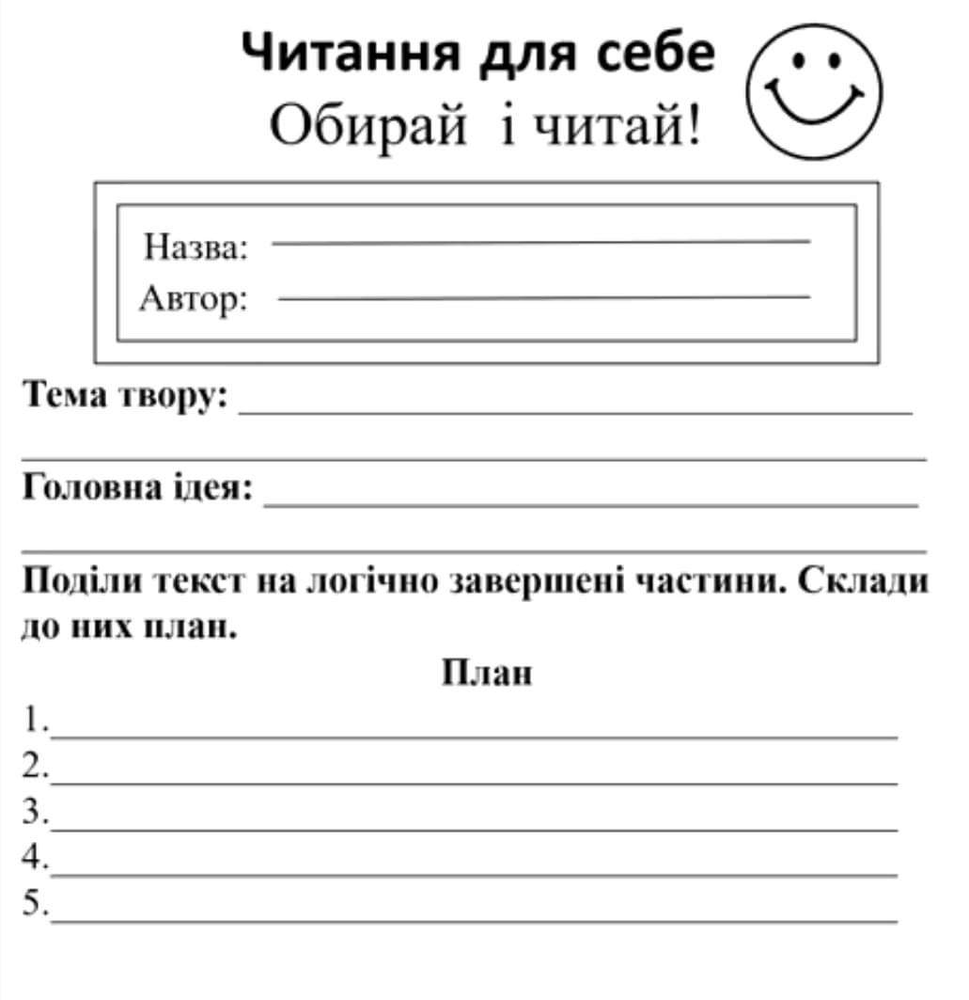 Читання для себе
Обирай і читай!
Назва:
Автор:
Тема твору:
Головна ідея:
Поділи текст на логічно завершені частини. Склади
до них план.
План
1.
2.
3.
4.
5.